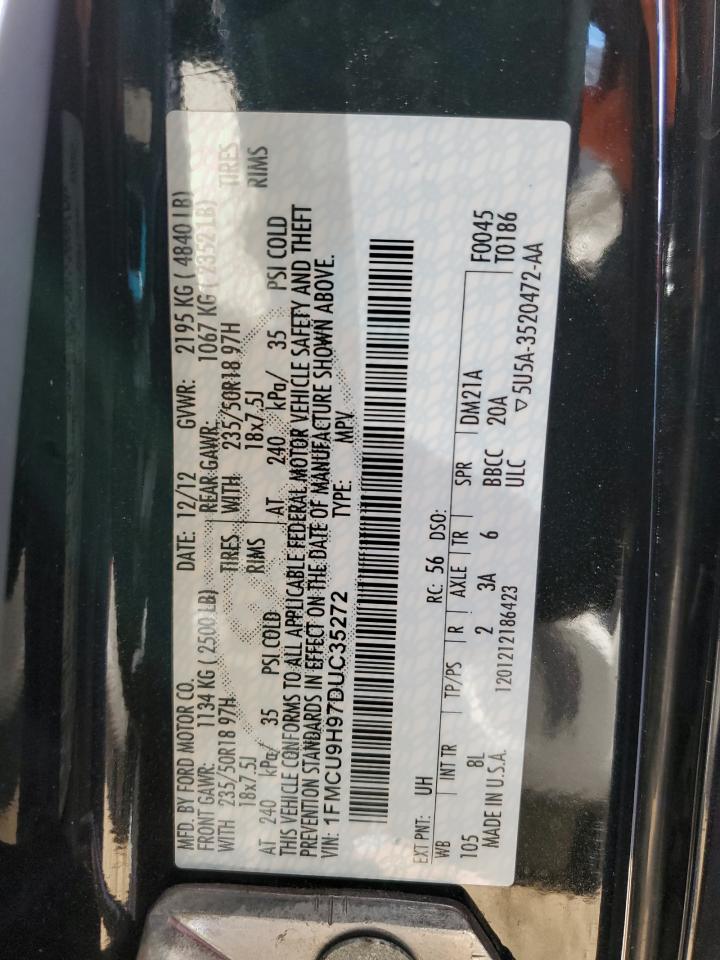 MFD. BY FORD MOTOR CO. DATE: 12/12 GVWR: 2195 KG ( 4840 LB)
FRONT GAWR: 1134 KG ( 2500 LB) REAR GAWR: 1067 KG ( 2352 LB)
WITH 235/50R18 97H TIRES WITH 235/50R18 97H TIRES
18x7.5J RIMS 18x7.5J RIMS
AT 240 kPa/ 35 PSI COLD AT 240 kPa/ 35 PSI COLD
THIS VEHICLE CONFORMS TO ALL APPLICABLE FEDERAL MOTOR VEHICLE SAFETY AND THEFT
PREVENTION STANDARDS IN EFFECT ON THE DATE OF MANUFACTURE SHOWN ABOVE.
VIN: 1FMCU9H97DUC35272 TYPE: MPV
EXT PNT: UH RC: 56 DSO: F0045
WB INT TR TP/PS R AXLE TR SPR DM21A T0186
105 8L 2 3A 6 BBCC 20A
MADE IN U.S.A. 1201212186423 ULC ▽5U5A-3520472-AA